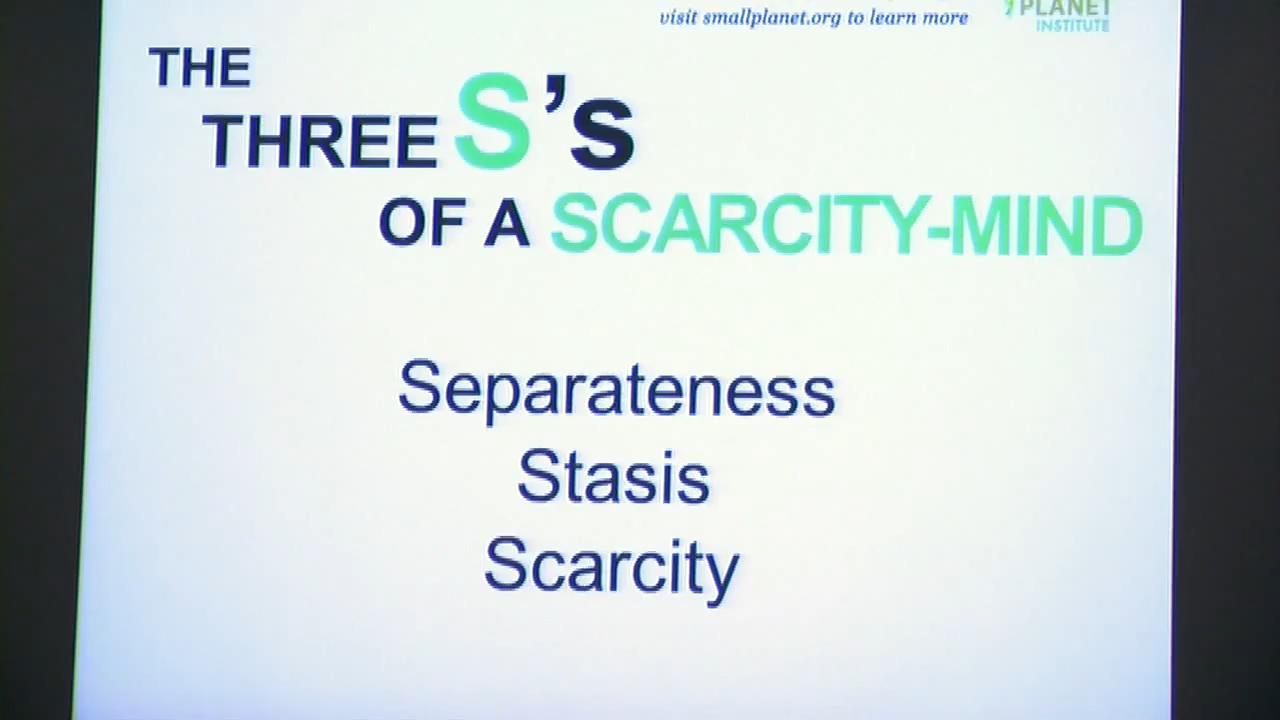 visit smallplanet.org to learn more
PLANET
INSTITUTE
THE
THREE S’s
OF A SCARCITY-MIND
Separateness
Stasis
Scarcity